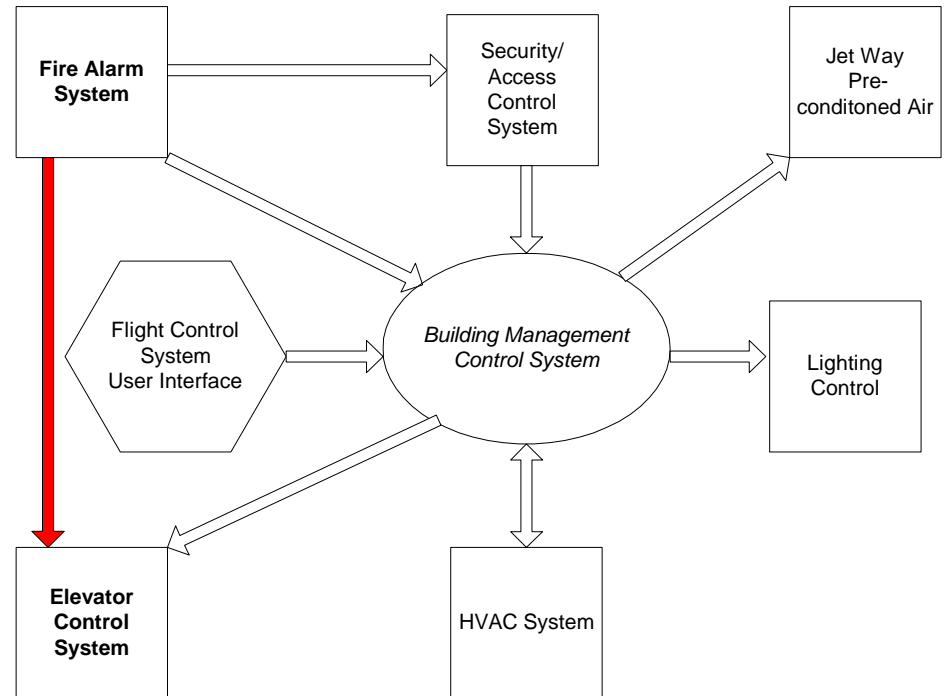 Fire Alarm
System
Security/
Access
Control
System
Jet Way
Pre-
conditoned Air
Flight Control
System
User Interface
Building Management
Control System
Lighting
Control
Elevator
Control
System
HVAC System